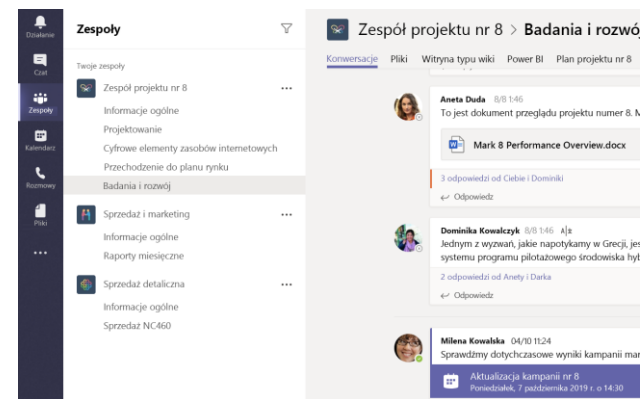 Działanie
Czat
Zespoły
Kalendarz
Rozmowy
Pliki
Zespoły
Twoje zespoły
Zespół projektu nr 8
Informacje ogólne
Projektowanie
Cyfrowe elementy zasobów internetowych
Przechodzenie do planu rynku
Badania i rozwój
Sprzedaż i marketing
Informacje ogólne
Raporty miesięczne
Sprzedaż detaliczna
Informacje ogólne
Sprzedaż NC460
Zespół projektu nr 8 > Badania i rozwój
Konwersacje Pliki Witryna typu wiki Power BI Plan projektu nr 8
Aneta Duda 8/8 1:46
To jest dokument przeglądu projektu numer 8. M
Mark 8 Performance Overview.docx
3 odpowiedzi od Ciebie i Dominiki
Odpowiedz
Dominika Kowalczyk 8/8 1:46
Jednym z wyzwań, jakie napotykamy w Grecji, jes
systemu programu pilotażowego środowiska hyb
2 odpowiedzi od Anety i Darka
Odpowiedz
Milena Kowalska 04/10 11:24
Sprawdźmy dotychczasowe wyniki kampanii mar
Aktualizacja kampanii nr 8
Poniedziałek, 7 października 2019 r. o 14:30